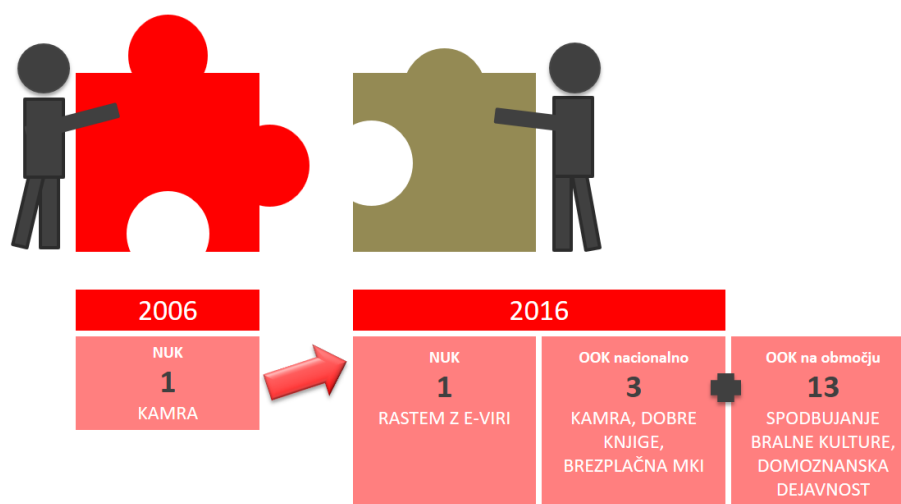 2006
NUK
1
KAMRA
2016
NUK
1
RASTEM Z E-VIRI
OOK nacionalno
3
KAMRA, DOBRE
KNJIGE,
BREZPLAČNA MKI
OOK na območju
13
SPODBUJANJE
BRALNE KULTURE,
DOMOZNANSKA
DEJAVNOST